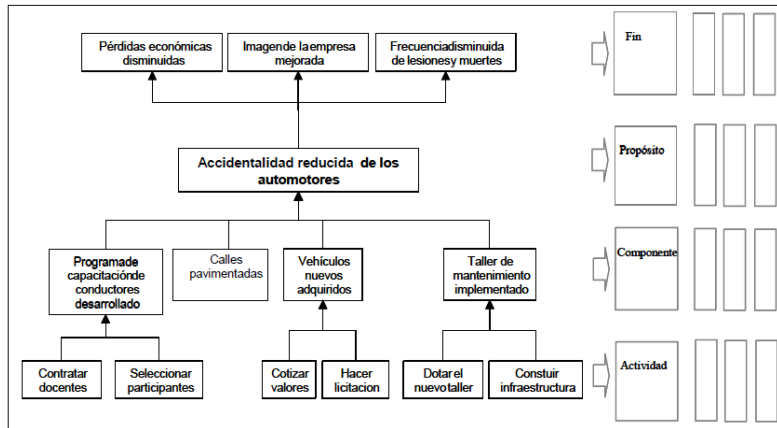 Pérdidas económicas
disminuidas
Imagende laempresa
mejorada
Frecuenciadisminuida
de lesionesy muertes
Fin
Accidentalidad reducida de los
automotores
Propósito
Programade
capacitaciónde
conductores
desarrollado
Calles
pavimentadas
Vehículos
nuevos
adquiridos
Taller de
mantenimiento
implementado
Componente
Contratar
docentes
Seleccionar
participantes
Cotizar
valores
Hacer
licitacion
Dotar el
nuevotaller
Constuir
infraestructura
Actividad